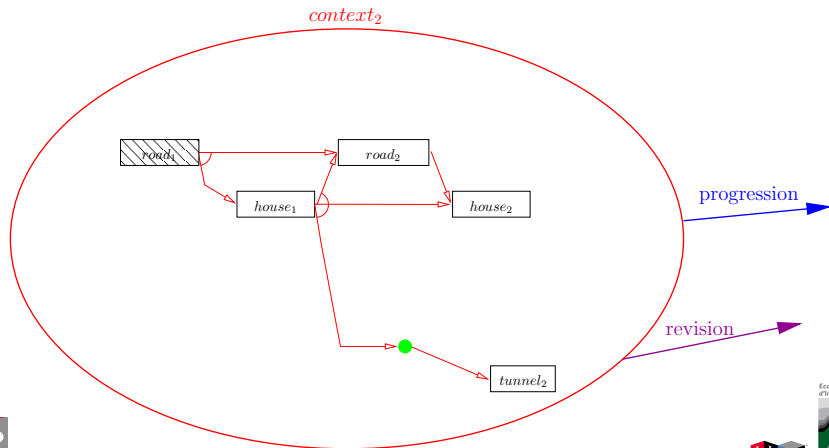 context₂
road₁
road₂
progression
house₁
house₂
revision
tunnel₂